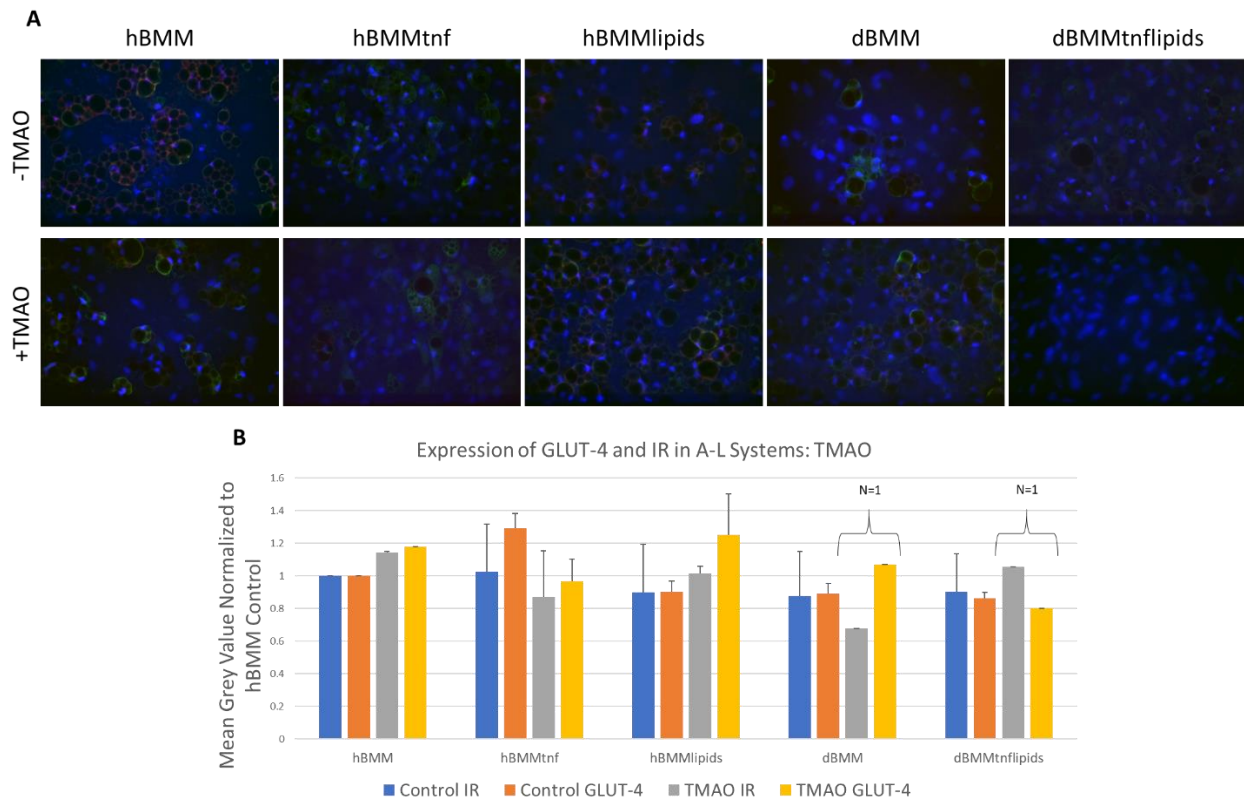 A
hBMM hBMMtnf hBMMlipids dBMM dBMMtnflipids
-TMAO
+TMAO
B
Expression of GLUT-4 and IR in A-L Systems: TMAO
Mean Grey Value Normalized to
hBMM Control
1.6
1.4
1.2
1
0.8
0.6
0.4
0.2
0
N=1 N=1
hBMM hBMMtnf hBMMlipids dBMM dBMMtnflipids
Control IR Control GLUT-4 TMAO IR TMAO GLUT-4